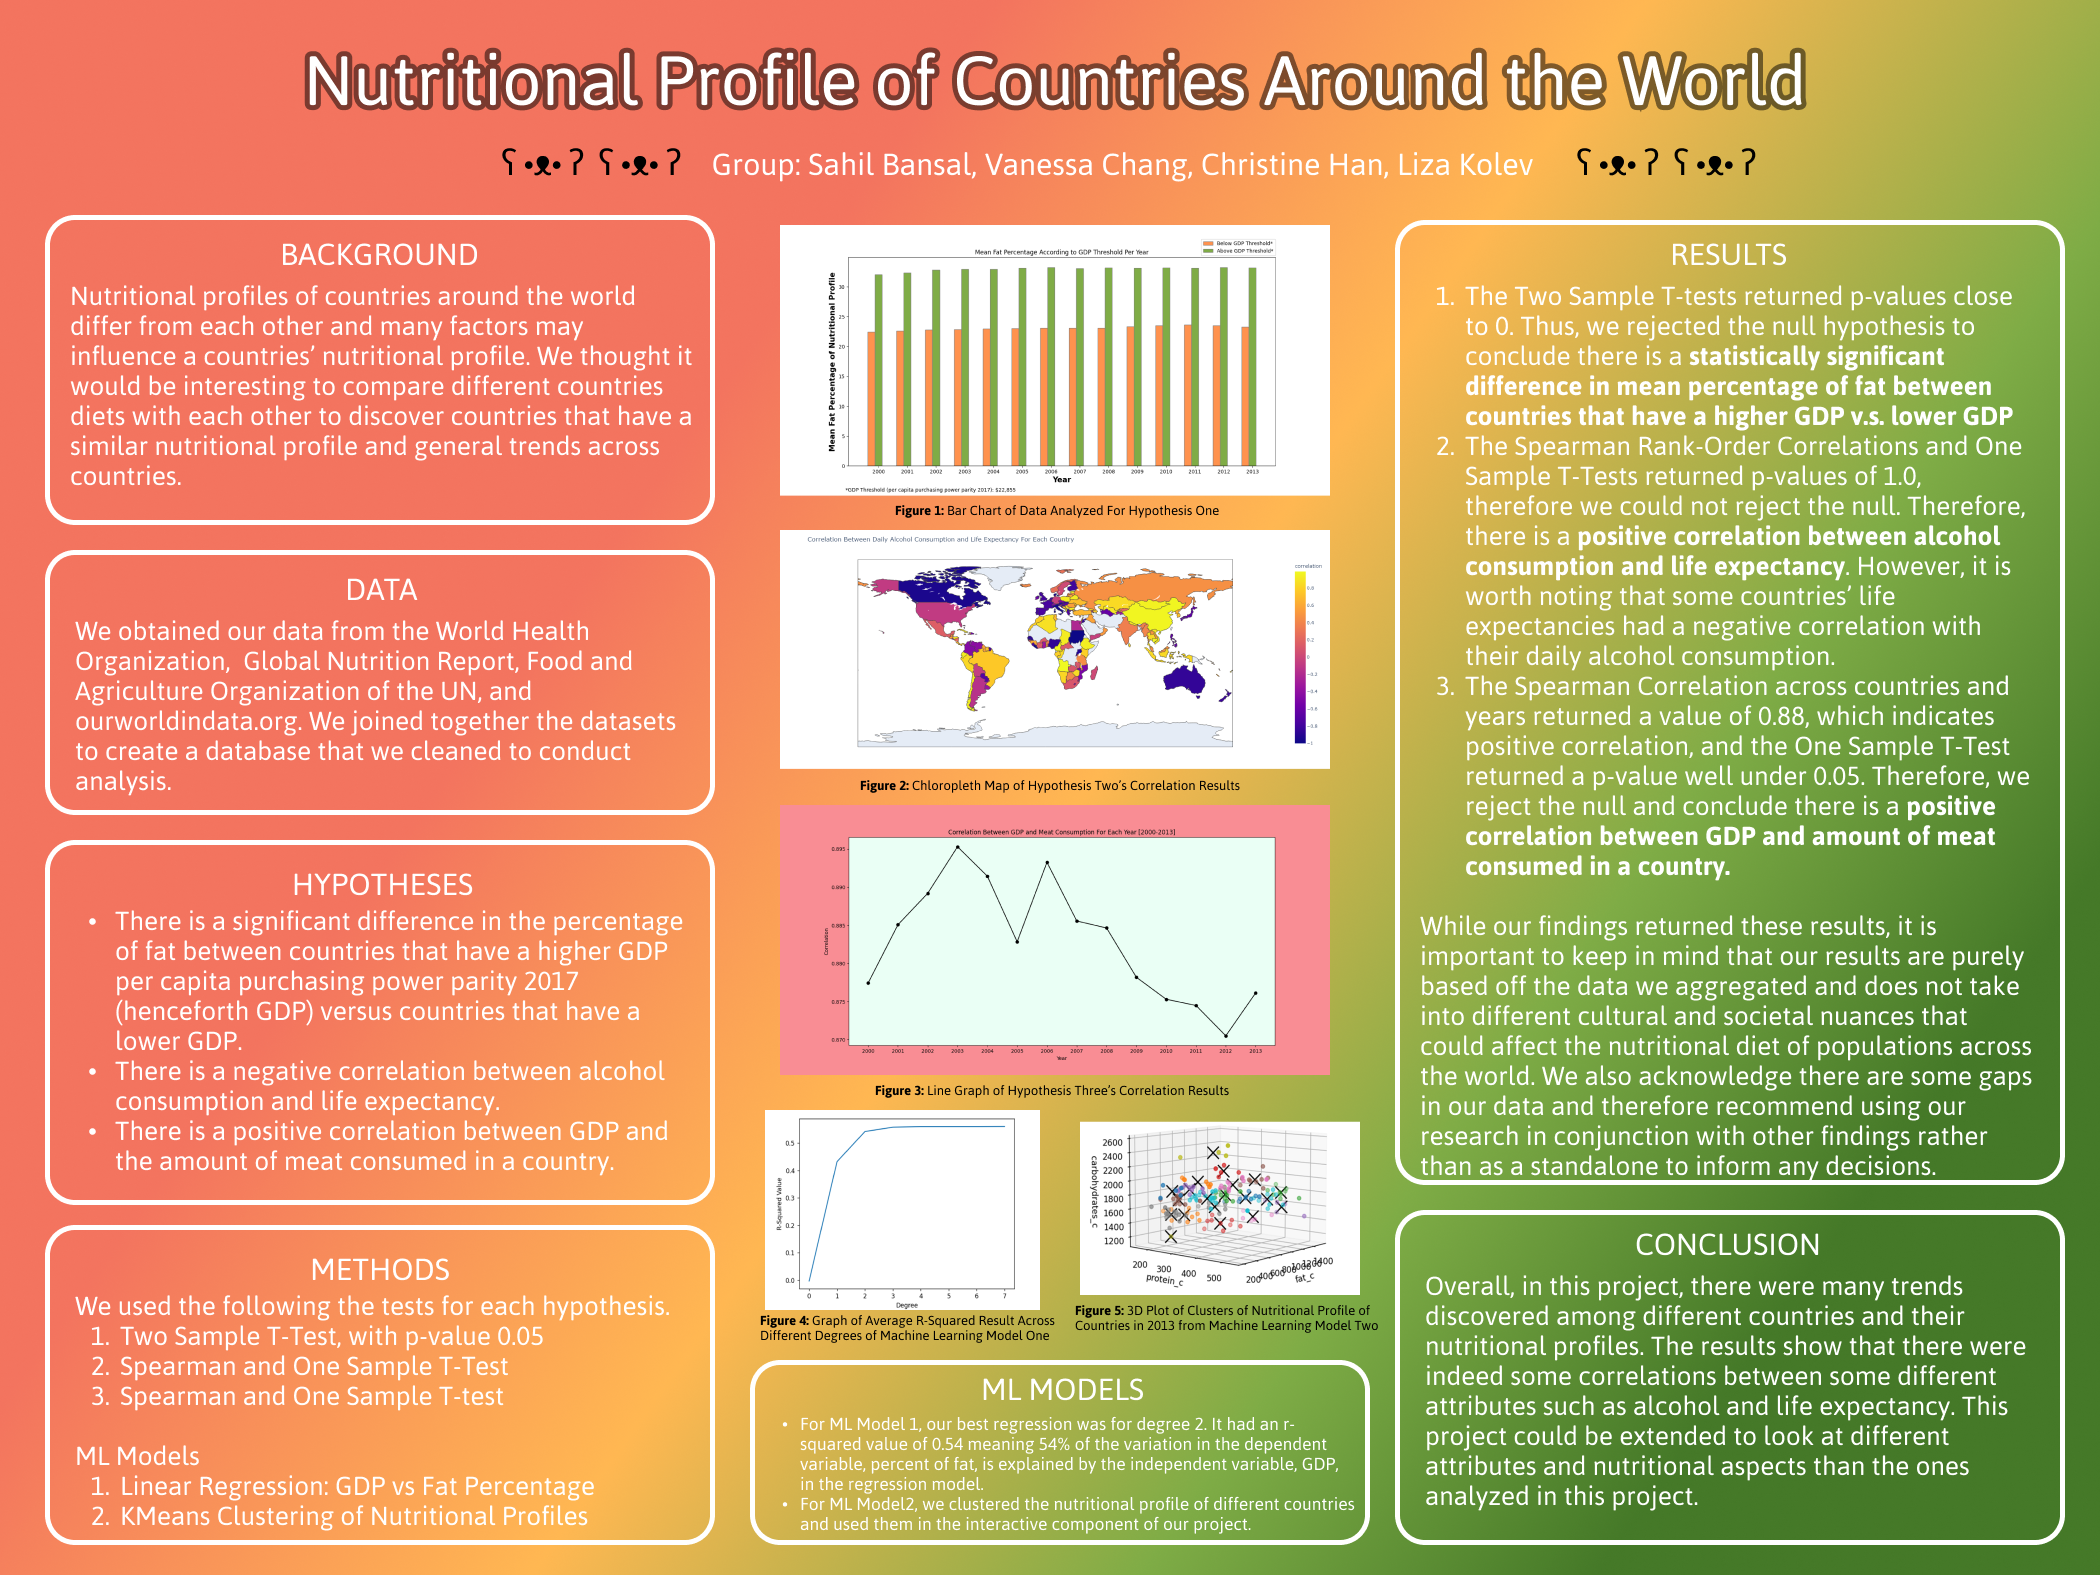 Nutritional Profile of Countries Around the World
ʕ •ᴥ• ʔ ʕ •ᴥ• ʔ Group: Sahil Bansal, Vanessa Chang, Christine Han, Liza Kolev ʕ •ᴥ• ʔ ʕ •ᴥ• ʔ
BACKGROUND
Nutritional profiles of countries around the world
differ from each other and many factors may
influence a countries’ nutritional profile. We thought it
would be interesting to compare different countries
diets with each other to discover countries that have a
similar nutritional profile and general trends across
countries.
DATA
We obtained our data from the World Health
Organization, Global Nutrition Report, Food and
Agriculture Organization of the UN, and
ourworldindata.org. We joined together the datasets
to create a database that we cleaned to conduct
analysis.
HYPOTHESES
• There is a significant difference in the percentage
of fat between countries that have a higher GDP
per capita purchasing power parity 2017
(henceforth GDP) versus countries that have a
lower GDP.
• There is a negative correlation between alcohol
consumption and life expectancy.
• There is a positive correlation between GDP and
the amount of meat consumed in a country.
METHODS
We used the following the tests for each hypothesis.
1. Two Sample T-Test, with p-value 0.05
2. Spearman and One Sample T-Test
3. Spearman and One Sample T-test
ML Models
1. Linear Regression: GDP vs Fat Percentage
2. KMeans Clustering of Nutritional Profiles
Mean Fat Percentage According to GDP Threshold Per Year
Below GDP Threshold*
Above GDP Threshold*
Mean Fat Percentage of Nutritional Profile
30
25
20
15
10
5
0
2000 2001 2002 2003 2004 2005 2006 2007 2008 2009 2010 2011 2012 2013
Year
*GDP Threshold (per capita purchasing power parity 2017): $22,855
Figure 1: Bar Chart of Data Analyzed For Hypothesis One
Correlation Between Daily Alcohol Consumption and Life Expectancy For Each Country
correlation
0.8
0.6
0.4
0.2
0
−0.2
−0.4
−0.6
−0.8
−1
Figure 2: Chloropleth Map of Hypothesis Two’s Correlation Results
Correlation Between GDP and Meat Consumption For Each Year [2000-2013]
Correlation
0.895
0.890
0.885
0.880
0.875
0.870
2000 2001 2002 2003 2004 2005 2006 2007 2008 2009 2010 2011 2012 2013
Year
Figure 3: Line Graph of Hypothesis Three’s Correlation Results
R-Squared Value
0.5
0.4
0.3
0.2
0.1
0.0
0 1 2 3 4 5 6 7
Degree
Figure 4: Graph of Average R-Squared Result Across
Different Degrees of Machine Learning Model One
carbohydrates_c
2600
2400
2200
2000
1800
1600
1400
1200
200 300 400 500
protein_c
200 400 600 800 1000 1200 1400
fat_c
Figure 5: 3D Plot of Clusters of Nutritional Profile of
Countries in 2013 from Machine Learning Model Two
ML MODELS
• For ML Model 1, our best regression was for degree 2. It had an r-
squared value of 0.54 meaning 54% of the variation in the dependent
variable, percent of fat, is explained by the independent variable, GDP,
in the regression model.
• For ML Model2, we clustered the nutritional profile of different countries
and used them in the interactive component of our project.
RESULTS
1. The Two Sample T-tests returned p-values close
to 0. Thus, we rejected the null hypothesis to
conclude there is a statistically significant
difference in mean percentage of fat between
countries that have a higher GDP v.s. lower GDP
2. The Spearman Rank-Order Correlations and One
Sample T-Tests returned p-values of 1.0,
therefore we could not reject the null. Therefore,
there is a positive correlation between alcohol
consumption and life expectancy. However, it is
worth noting that some countries’ life
expectancies had a negative correlation with
their daily alcohol consumption.
3. The Spearman Correlation across countries and
years returned a value of 0.88, which indicates
positive correlation, and the One Sample T-Test
returned a p-value well under 0.05. Therefore, we
reject the null and conclude there is a positive
correlation between GDP and amount of meat
consumed in a country.
While our findings returned these results, it is
important to keep in mind that our results are purely
based off the data we aggregated and does not take
into different cultural and societal nuances that
could affect the nutritional diet of populations across
the world. We also acknowledge there are some gaps
in our data and therefore recommend using our
research in conjunction with other findings rather
than as a standalone to inform any decisions.
CONCLUSION
Overall, in this project, there were many trends
discovered among different countries and their
nutritional profiles. The results show that there were
indeed some correlations between some different
attributes such as alcohol and life expectancy. This
project could be extended to look at different
attributes and nutritional aspects than the ones
analyzed in this project.